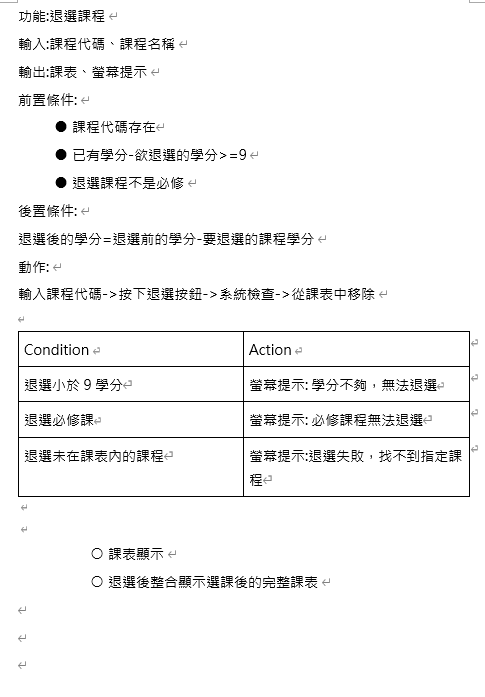 功能:退選課程
輸入:課程代碼、課程名稱
輸出:課表、螢幕提示
前置條件:
● 課程代碼存在
● 已有學分-欲退選的學分>=9
● 退選課程不是必修
後置條件:
退選後的學分=退選前的學分-要退選的課程學分
動作:
輸入課程代碼->按下退選按鈕->系統檢查->從課表中移除
Condition Action
退選小於 9 學分 螢幕提示: 學分不夠，無法退選
退選必修課 螢幕提示: 必修課程無法退選
退選未在課表內的課程 螢幕提示:退選失敗，找不到指定課
程
○ 課表顯示
○ 退選後整合顯示選課後的完整課表